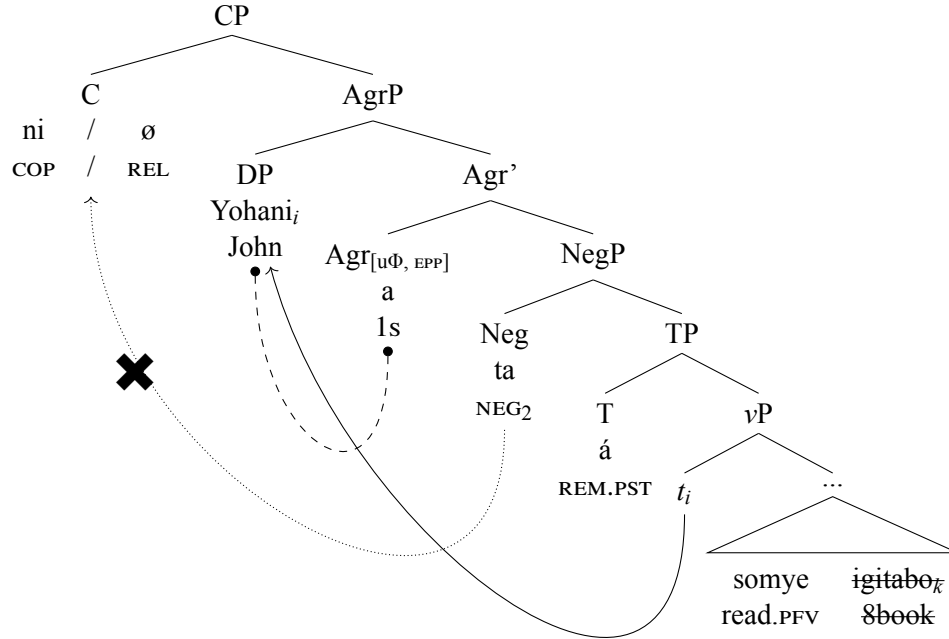 CP
C AgrP
ni / ø
COP / REL
DP Agr’
Yohaniᵢ
John
Agr[uΦ, EPP] NegP
a
1s
Neg TP
ta
NEG₂
T vP
á
REM.PST
tᵢ ...
somye igitaboₖ
read.PFV 8book